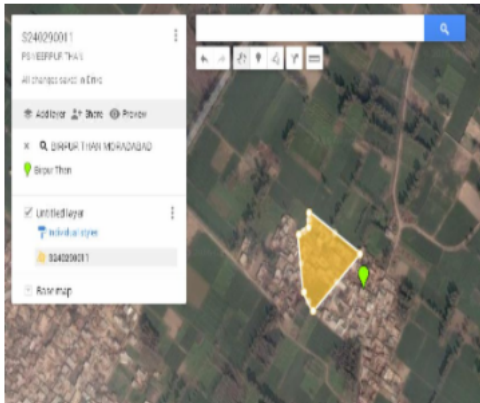 S240290011
All changes saved in Drive
Add layer Share Preview
BIRPUR THAN MORADABAD
Birpur Than
Untitled layer
Individual styles
S240290011
Base map